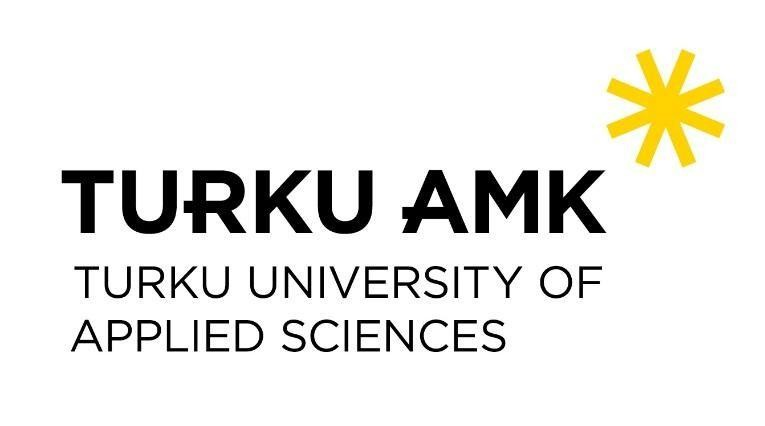 TURKU AMK
TURKU UNIVERSITY OF
APPLIED SCIENCES